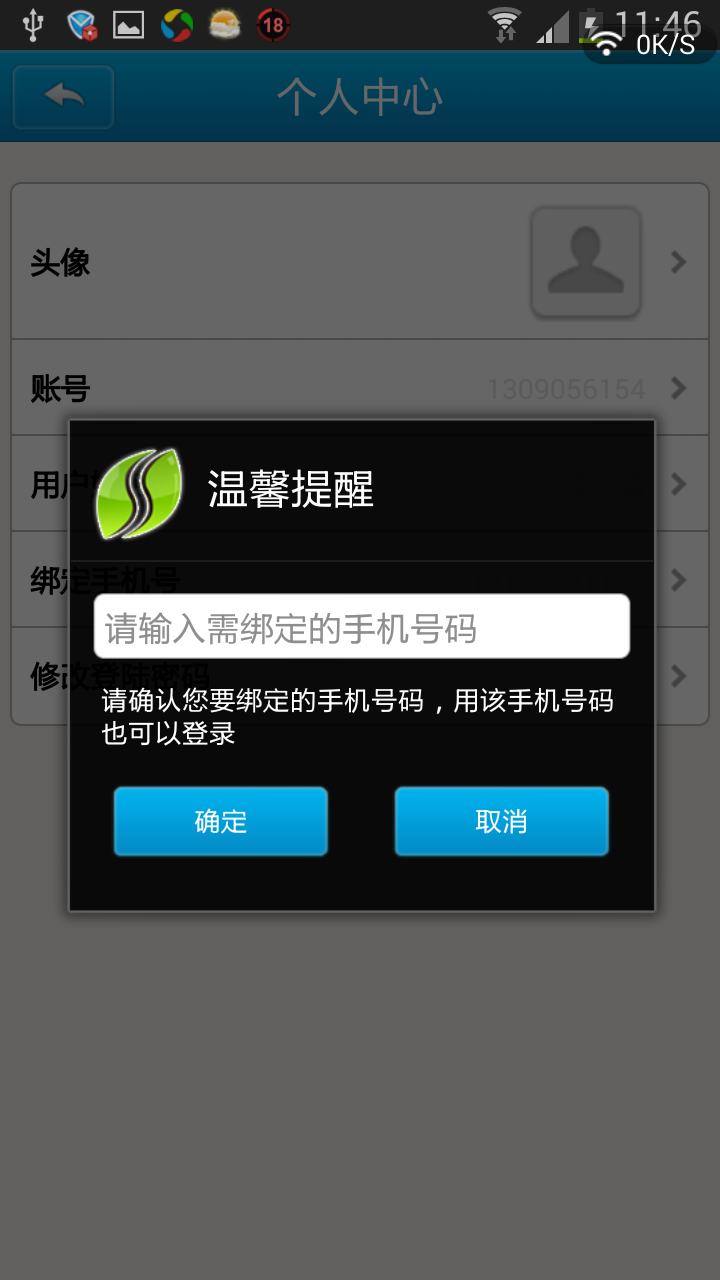 18
11:46
0K/S
个人中心
头像
账号
1309056154
用户
温馨提醒
绑定手机号
请输入需绑定的手机号码
修改登陆密码
请确认您要绑定的手机号码，用该手机号码
也可以登录
确定
取消